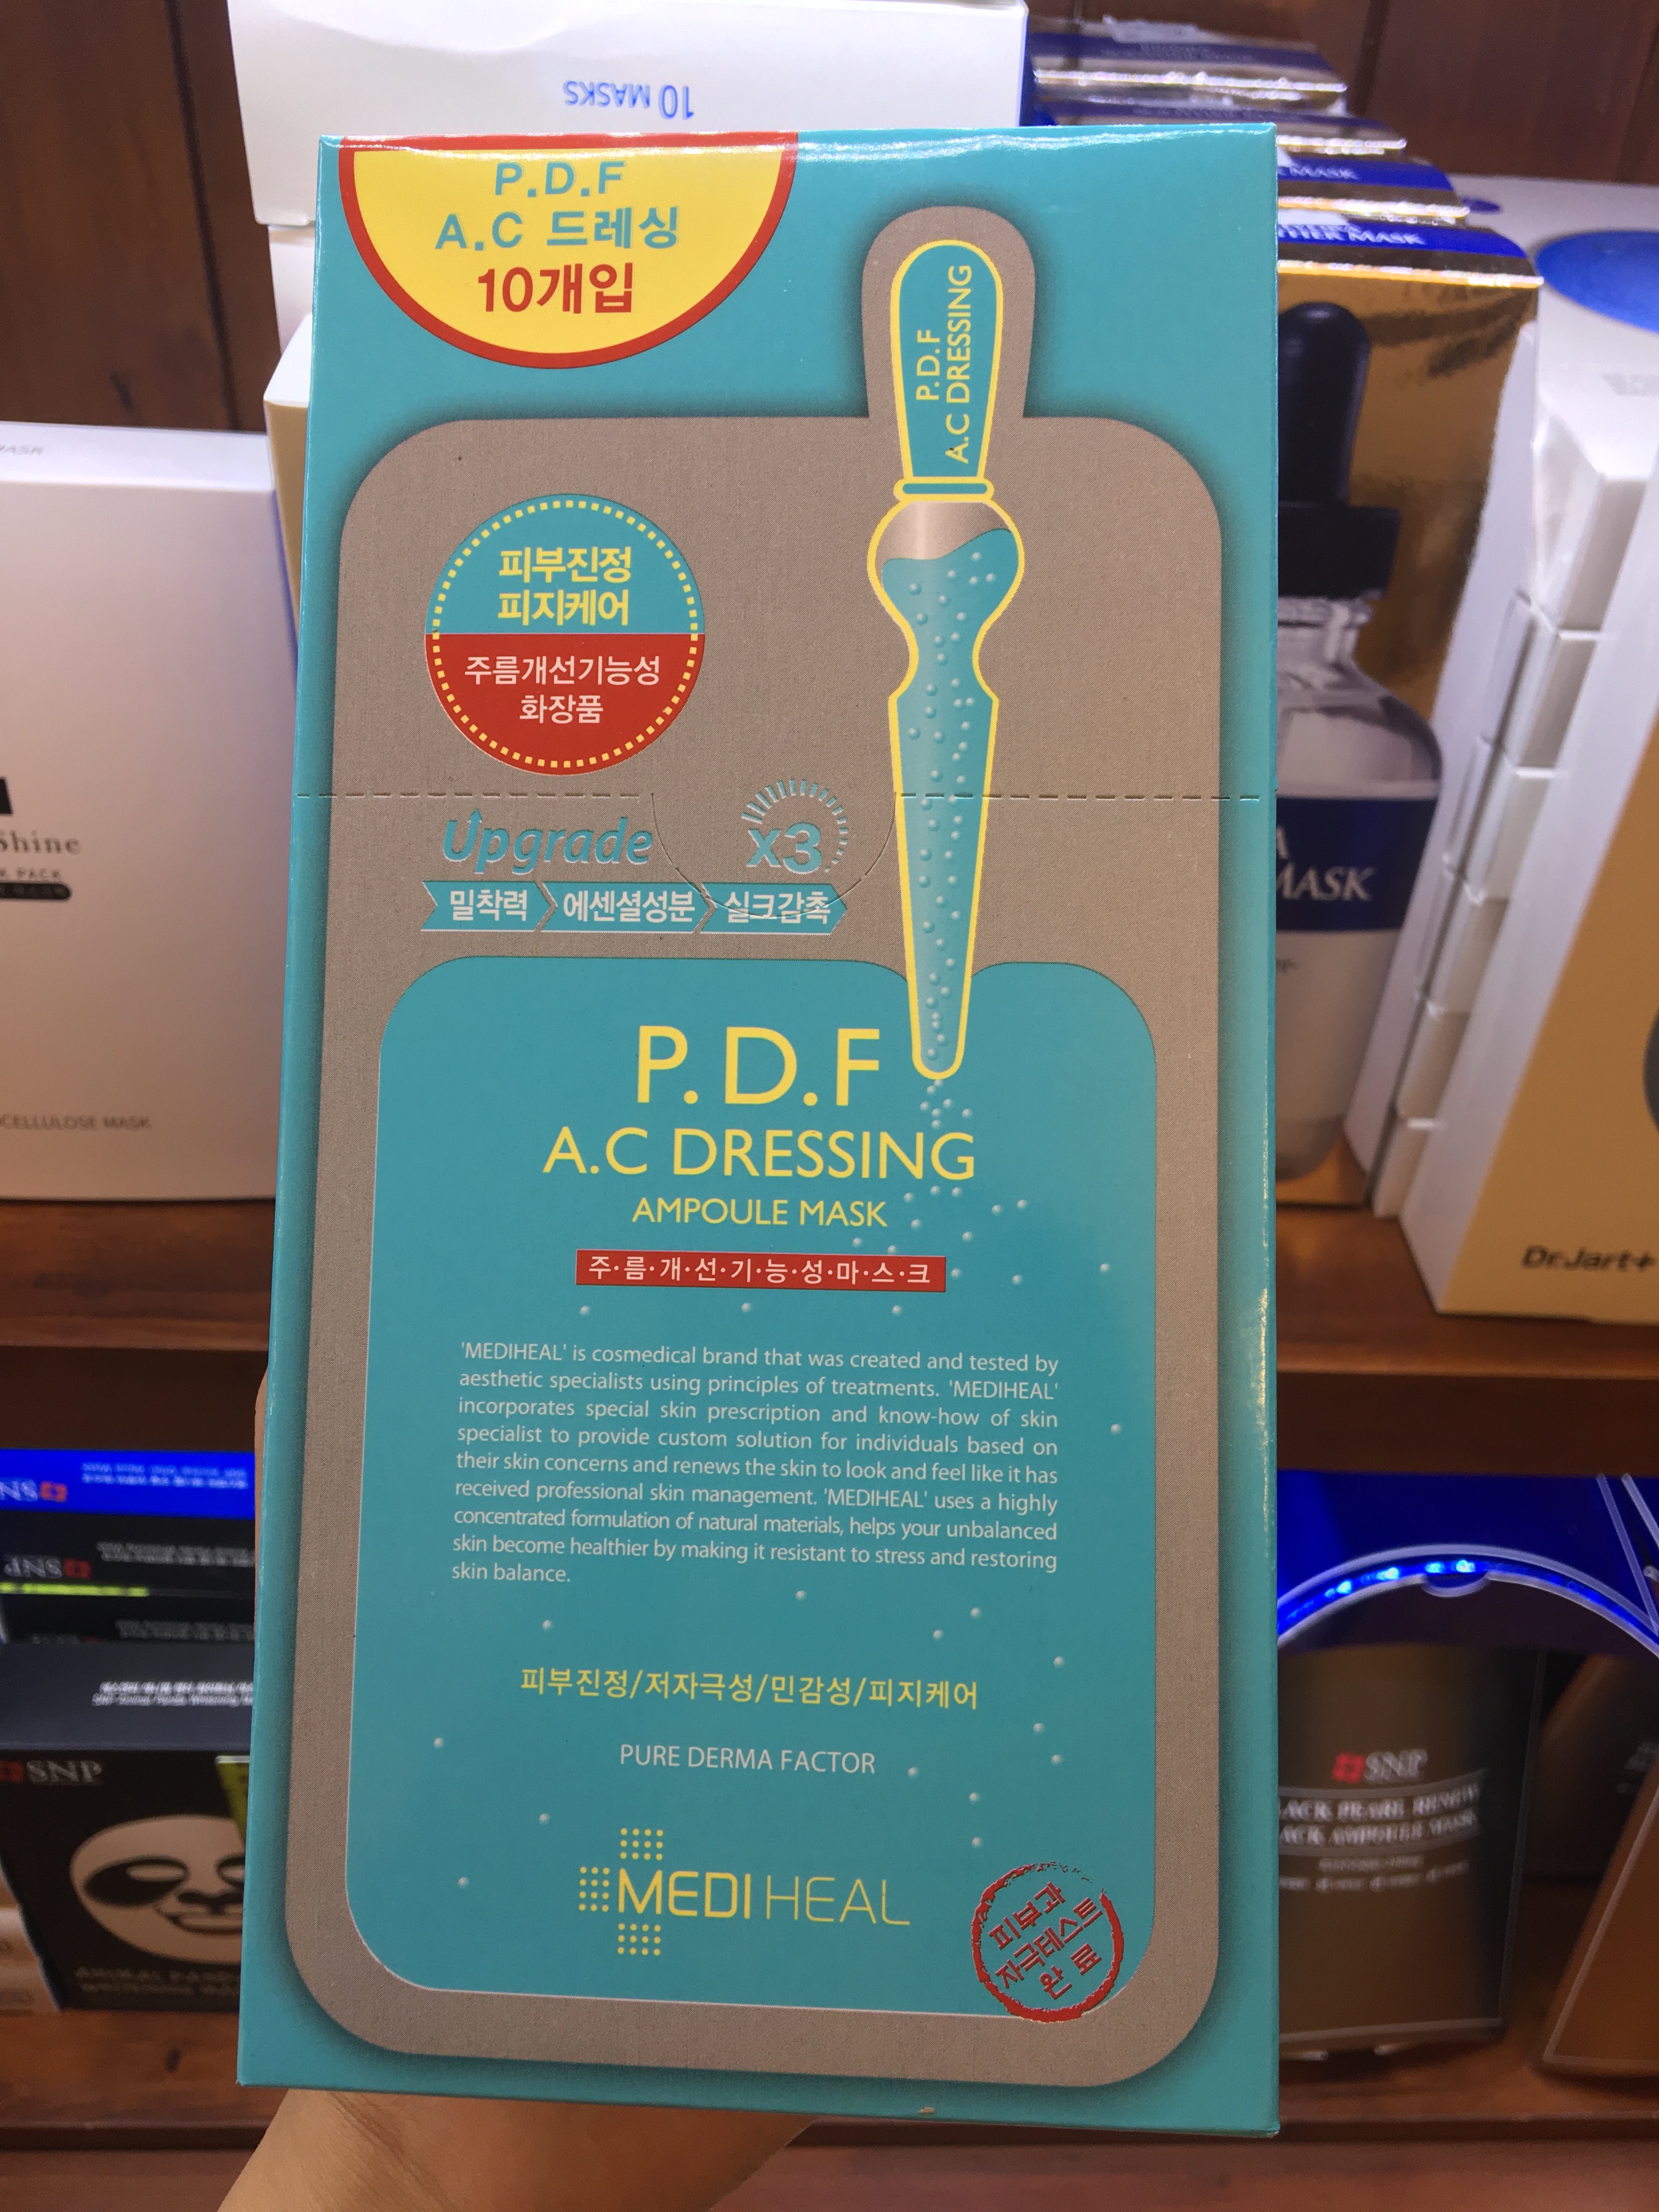 10 MASKS
P.D.F
A.C 드레싱
10개입
P.D.F
A.C DRESSING
피부진정
피지케어
주름개선기능성
화장품
Upgrade x3
밀착력 에센셜성분 실크감촉
P.D.F
A.C DRESSING
AMPOULE MASK
주·름·개·선·기·능·성·마·스·크
'MEDIHEAL' is cosmedical brand that was created and tested by
aesthetic specialists using principles of treatments. 'MEDIHEAL'
incorporates special skin prescription and know-how of skin
specialist to provide custom solution for individuals based on
their skin concerns and renews the skin to look and feel like it has
received professional skin management. 'MEDIHEAL' uses a highly
concentrated formulation of natural materials, helps your unbalanced
skin become healthier by making it resistant to stress and restoring
skin balance.
피부진정/저자극성/민감성/피지케어
PURE DERMA FACTOR
MEDIHEAL
피부과
자극테스트
완료
Shine
PACK
CELLULOSE MASK
MASK
MASK
Dr.Jart+
SNP
SNP
SNP